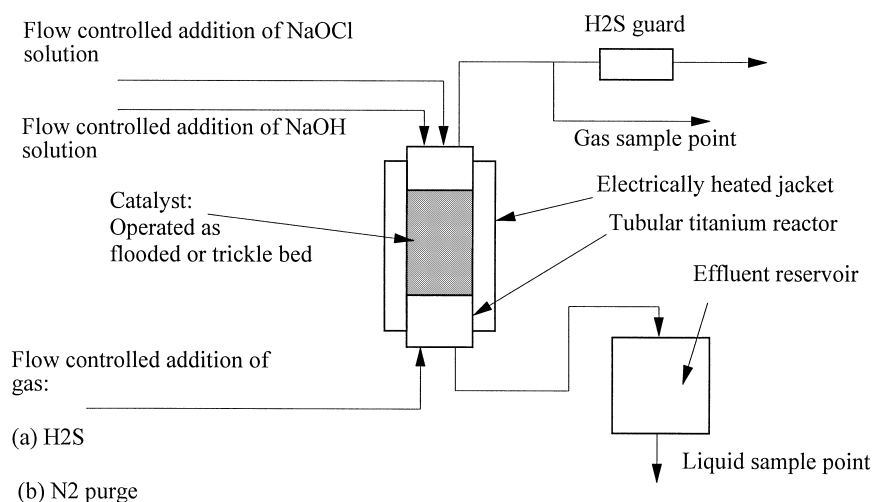 Flow controlled addition of NaOCl
solution
H2S guard
Flow controlled addition of NaOH
solution
Gas sample point
Catalyst:
Operated as
flooded or trickle bed
Electrically heated jacket
Tubular titanium reactor
Effluent reservoir
Flow controlled addition of
gas:
(a) H2S
Liquid sample point
(b) N2 purge